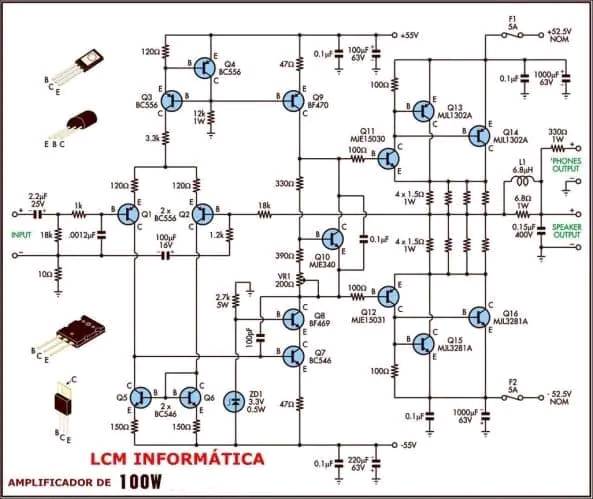 F1
5A
+55V
+52.5V
NOM
120Ω
Q4
BC556
47Ω
0.1µF
100µF
63V
0.1µF
1000µF
63V
B
C
E
Q3
BC556
Q9
BF470
100Ω
Q13
MJL1302A
12k
1W
Q14
MJL1302A
330Ω
1W
E B C
3.3k
Q11
MJE15030
100Ω
L1
6.8µH
'PHONES
OUTPUT
2.2µF
25V
1k
120Ω
120Ω
330Ω
4 x 1.5Ω
1W
6.8Ω
1W
Q1
2 x
BC556
Q2
18k
INPUT
18k
.0012µF
100µF
16V
1.2k
Q10
MJE340
0.1µF
4 x 1.5Ω
1W
0.15µF
400V
SPEAKER
OUTPUT
390Ω
10Ω
VR1
200Ω
100Ω
2.7k
5W
Q12
MJE15031
Q8
BF469
Q16
MJL3281A
100pF
Q7
BC546
Q15
MJL3281A
B C E
100Ω
C
Q5
2 x
BC546
Q6
ZD1
3.3V
0.5W
47Ω
F2
5A
-52.5V
NOM
150Ω
150Ω
0.1µF
1000µF
63V
B
C
E
-55V
LCM INFORMÁTICA
0.1µF
220µF
63V
AMPLIFICADOR DE 100W